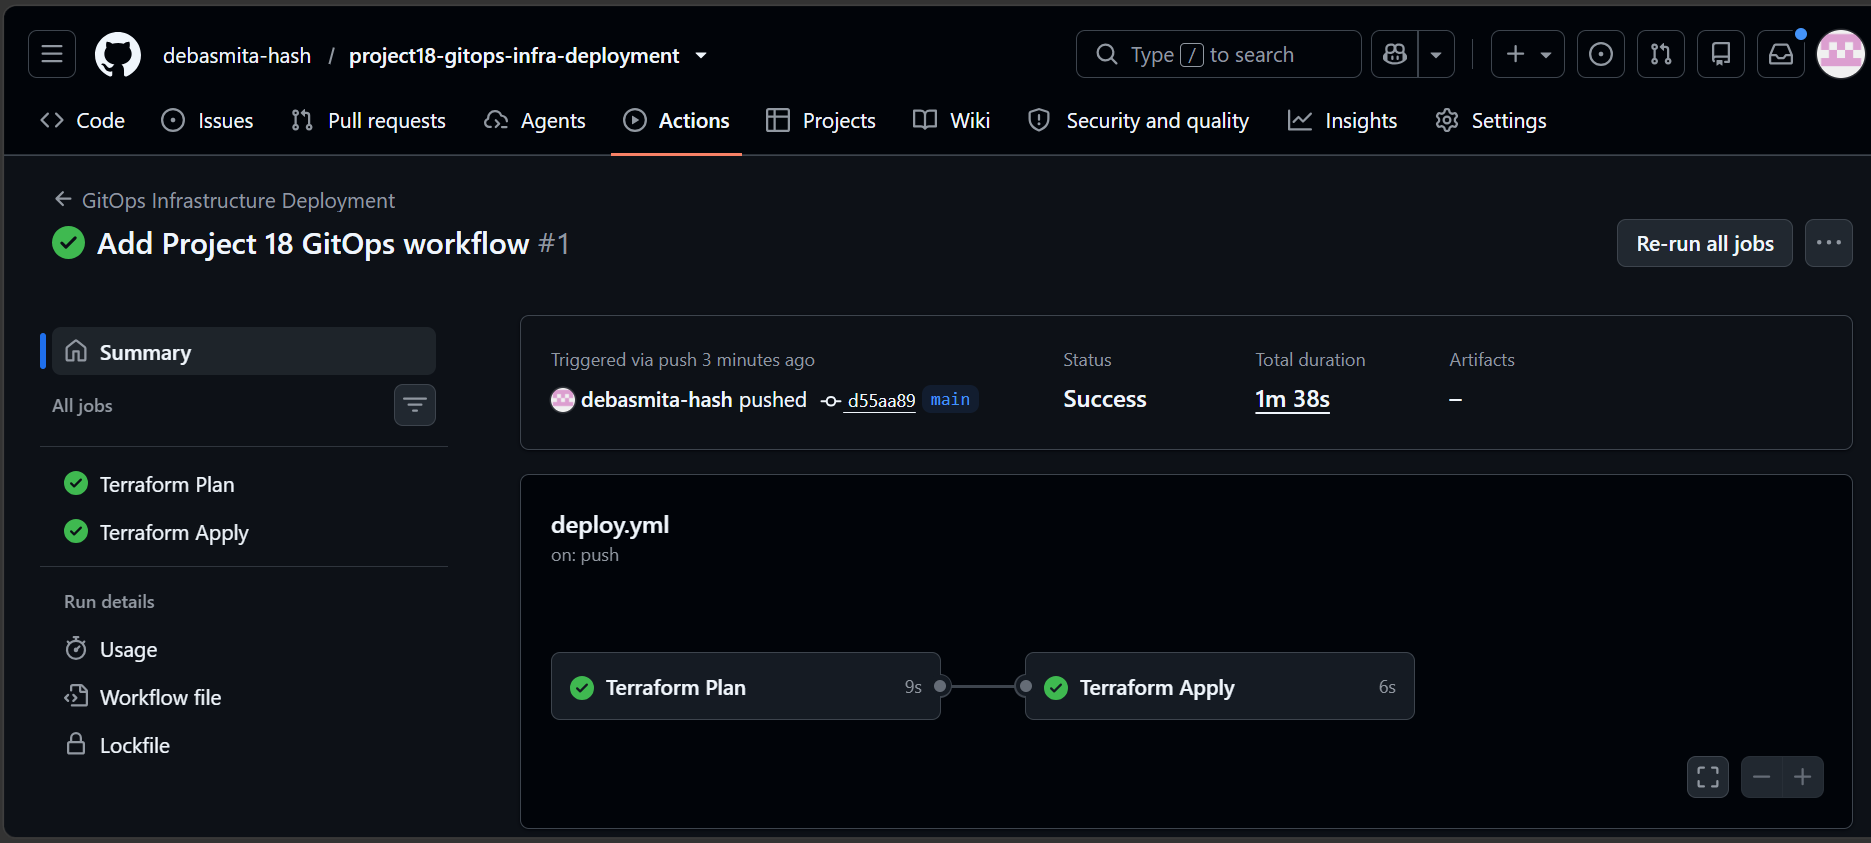 debasmita-hash / project18-gitops-infra-deployment
Type / to search
Code Issues Pull requests Agents Actions Projects Wiki Security and quality Insights Settings
GitOps Infrastructure Deployment
Add Project 18 GitOps workflow #1
Re-run all jobs
Summary
All jobs
Terraform Plan
Terraform Apply
Run details
Usage
Workflow file
Lockfile
Triggered via push 3 minutes ago
debasmita-hash pushed d55aa89 main
Status
Success
Total duration
1m 38s
Artifacts
–
deploy.yml
on: push
Terraform Plan 9s
Terraform Apply 6s